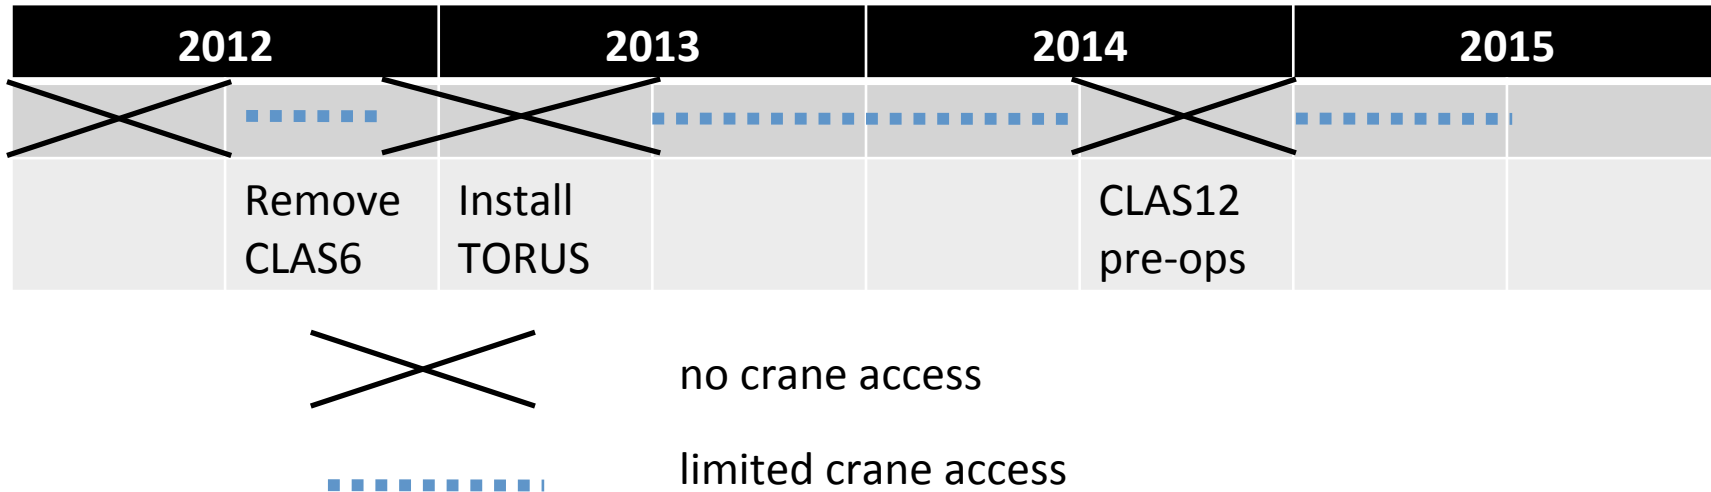 2012 2013 2014 2015
Remove Install CLAS12
CLAS6 TORUS pre-ops
no crane access
limited crane access